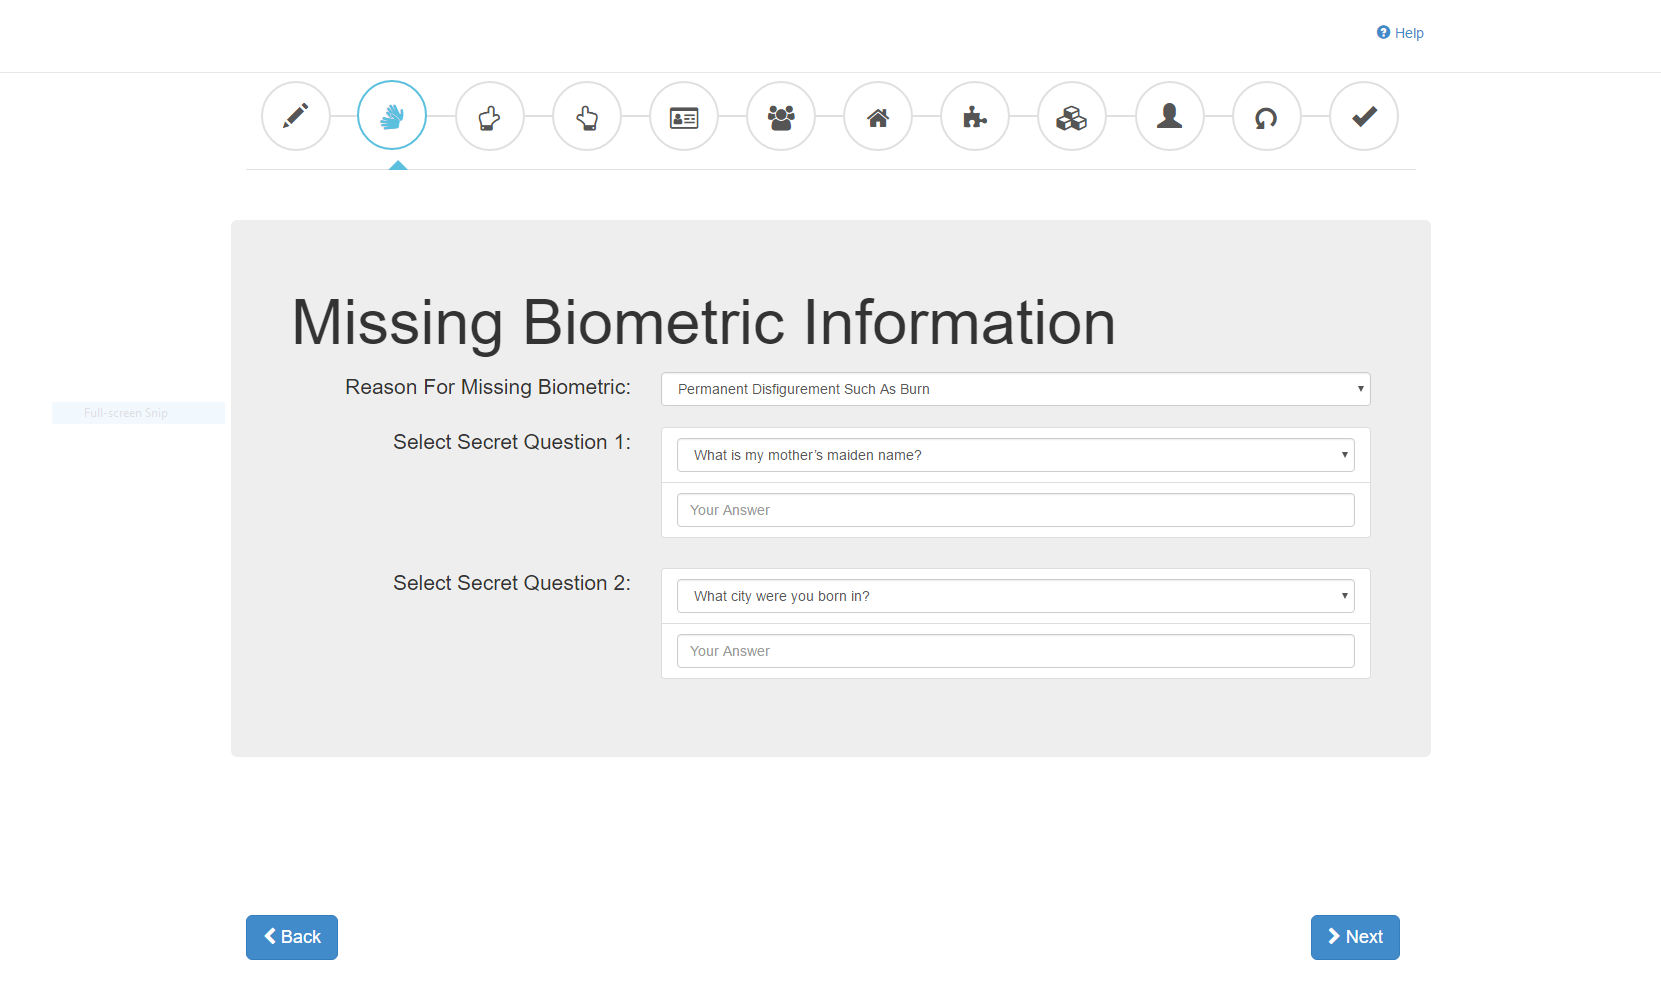 Help
Missing Biometric Information
Reason For Missing Biometric:
Permanent Disfigurement Such As Burn
Full-screen Snip
Select Secret Question 1:
What is my mother’s maiden name?
Your Answer
Select Secret Question 2:
What city were you born in?
Your Answer
Back
Next